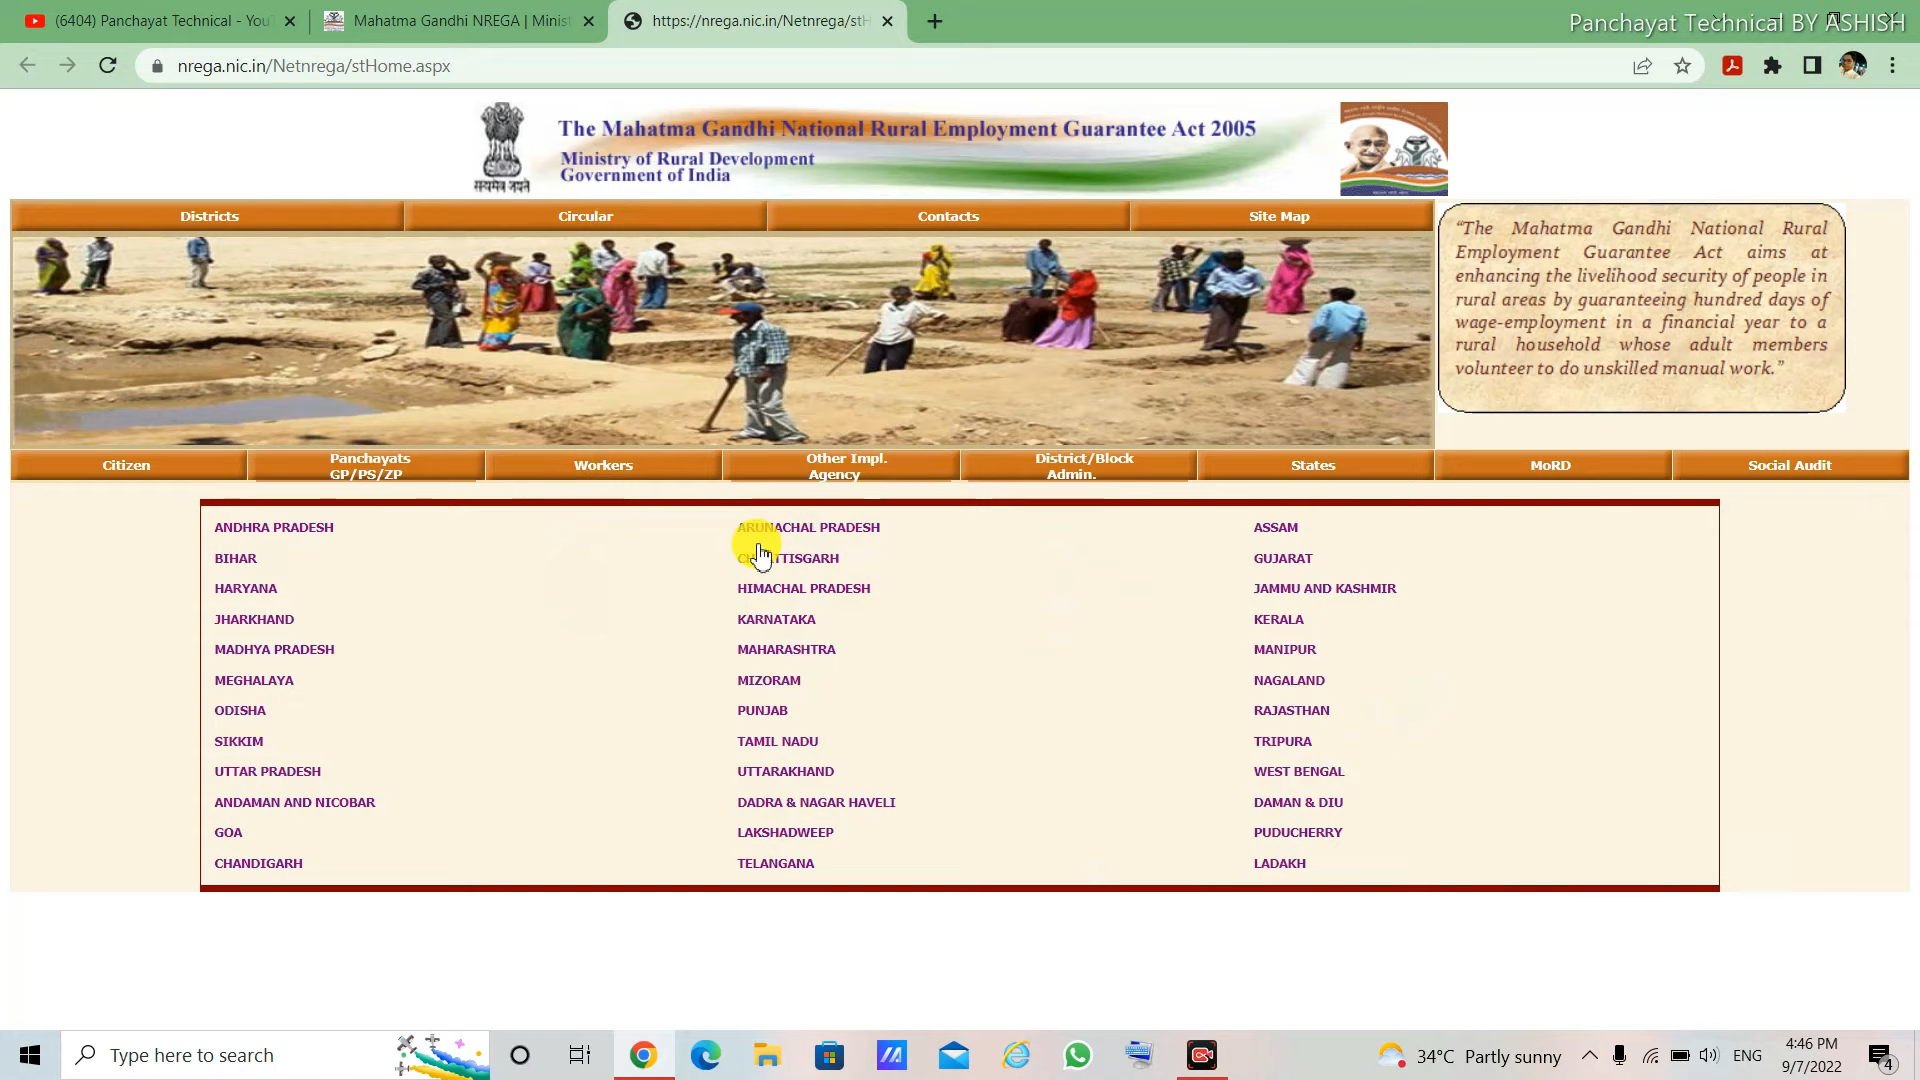 (6404) Panchayat Technical - You
Mahatma Gandhi NREGA | Minist
https://nrega.nic.in/Netnrega/stH
Panchayat Technical BY ASHISH
nrega.nic.in/Netnrega/stHome.aspx
The Mahatma Gandhi National Rural Employment Guarantee Act 2005
Ministry of Rural Development
Government of India
सत्यमेव जयते
Districts
Circular
Contacts
Site Map
“The Mahatma Gandhi National Rural
Employment Guarantee Act aims at
enhancing the livelihood security of people in
rural areas by guaranteeing hundred days of
wage-employment in a financial year to a
rural household whose adult members
volunteer to do unskilled manual work.”
Citizen
Panchayats
GP/PS/ZP
Workers
Other Impl.
Agency
District/Block
Admin.
States
MoRD
Social Audit
ANDHRA PRADESH
ARUNACHAL PRADESH
ASSAM
BIHAR
CHHATTISGARH
GUJARAT
HARYANA
HIMACHAL PRADESH
JAMMU AND KASHMIR
JHARKHAND
KARNATAKA
KERALA
MADHYA PRADESH
MAHARASHTRA
MANIPUR
MEGHALAYA
MIZORAM
NAGALAND
ODISHA
PUNJAB
RAJASTHAN
SIKKIM
TAMIL NADU
TRIPURA
UTTAR PRADESH
UTTARAKHAND
WEST BENGAL
ANDAMAN AND NICOBAR
DADRA & NAGAR HAVELI
DAMAN & DIU
GOA
LAKSHADWEEP
PUDUCHERRY
CHANDIGARH
TELANGANA
LADAKH
Type here to search
34°C Partly sunny
ENG
4:46 PM
9/7/2022
4